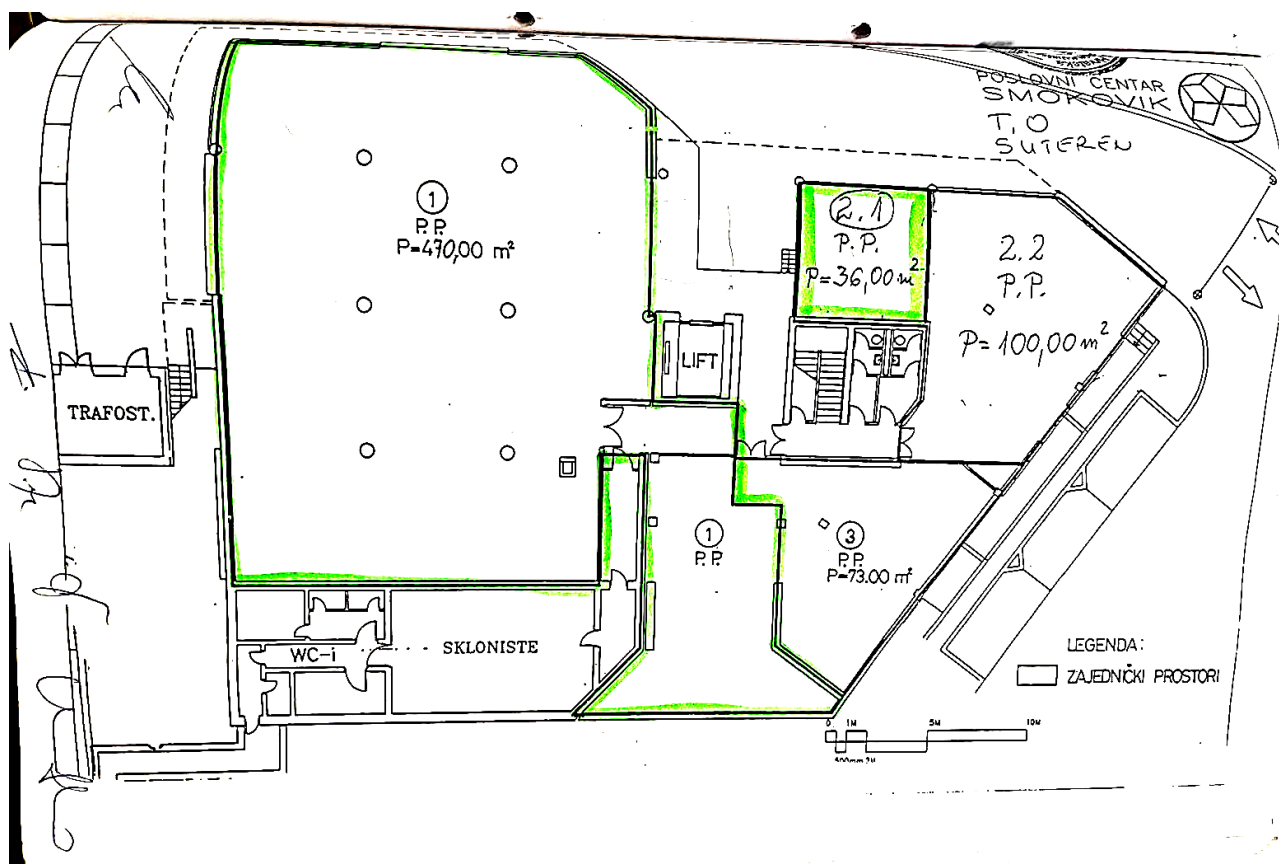 POSLOVNI CENTAR
SMOKOVIK
T.O
SUTEREN
1
P.P.
P=470,00 m²
2.1
P.P.
P=36,00 m²
2.2
P.P.
P=100,00 m²
LIFT
TRAFOST.
1
P.P.
3
P.P.
P=73.00 m²
SKLONISTE
WC-i
LEGENDA:
ZAJEDNIČKI PROSTORI
0 1M 5M 10M